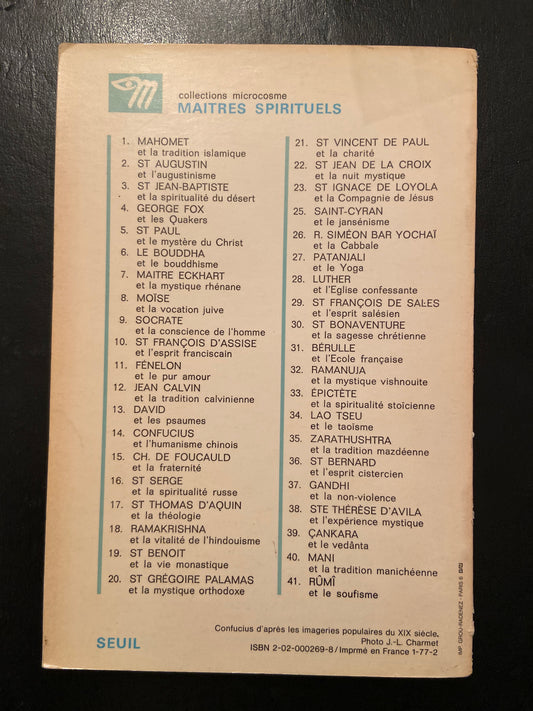 collections microcosme
MAITRES SPIRITUELS
1. MAHOMET
et la tradition islamique
2. ST AUGUSTIN
et l'augustinisme
3. ST JEAN-BAPTISTE
et la spiritualité du désert
4. GEORGE FOX
et les Quakers
5. ST PAUL
et le mystère du Christ
6. LE BOUDDHA
et le bouddhisme
7. MAITRE ECKHART
et la mystique rhénane
8. MOÏSE
et la vocation juive
9. SOCRATE
et la conscience de l'homme
10. ST FRANÇOIS D'ASSISE
et l'esprit franciscain
11. FÉNELON
et le pur amour
12. JEAN CALVIN
et la tradition calvinienne
13. DAVID
et les psaumes
14. CONFUCIUS
et l'humanisme chinois
15. CH. DE FOUCAULD
et la fraternité
16. ST SERGE
et la spiritualité russe
17. ST THOMAS D'AQUIN
et la théologie
18. RAMAKRISHNA
et la vitalité de l'hindouisme
19. ST BENOIT
et la vie monastique
20. ST GRÉGOIRE PALAMAS
et la mystique orthodoxe
21. ST VINCENT DE PAUL
et la charité
22. ST JEAN DE LA CROIX
et la nuit mystique
23. ST IGNACE DE LOYOLA
et la Compagnie de Jésus
25. SAINT-CYRAN
et le jansénisme
26. R. SIMÉON BAR YOCHAÏ
et la Cabbale
27. PATANJALI
et le Yoga
28. LUTHER
et l'Eglise confessante
29. ST FRANÇOIS DE SALES
et l'esprit salésien
30. ST BONAVENTURE
et la sagesse chrétienne
31. BÉRULLE
et l'Ecole française
32. RAMANUJA
et la mystique vishnouite
33. ÉPICTÈTE
et la spiritualité stoïcienne
34. LAO TSEU
et le taoïsme
35. ZARATHUSHTRA
et la tradition mazdéenne
36. ST BERNARD
et l'esprit cistercien
37. GANDHI
et la non-violence
38. STE THÉRÈSE D'AVILA
et l'expérience mystique
39. ÇANKARA
et le vedânta
40. MANI
et la tradition manichéenne
41. RÛMÎ
et le soufisme
Confucius d'après les imageries populaires du XIX siècle.
Photo J.-L. Charmet
SEUIL
ISBN 2-02-000269-8 / Imprmé en France 1-77-2
IMP. GROU-RADENEZ - PARIS 6